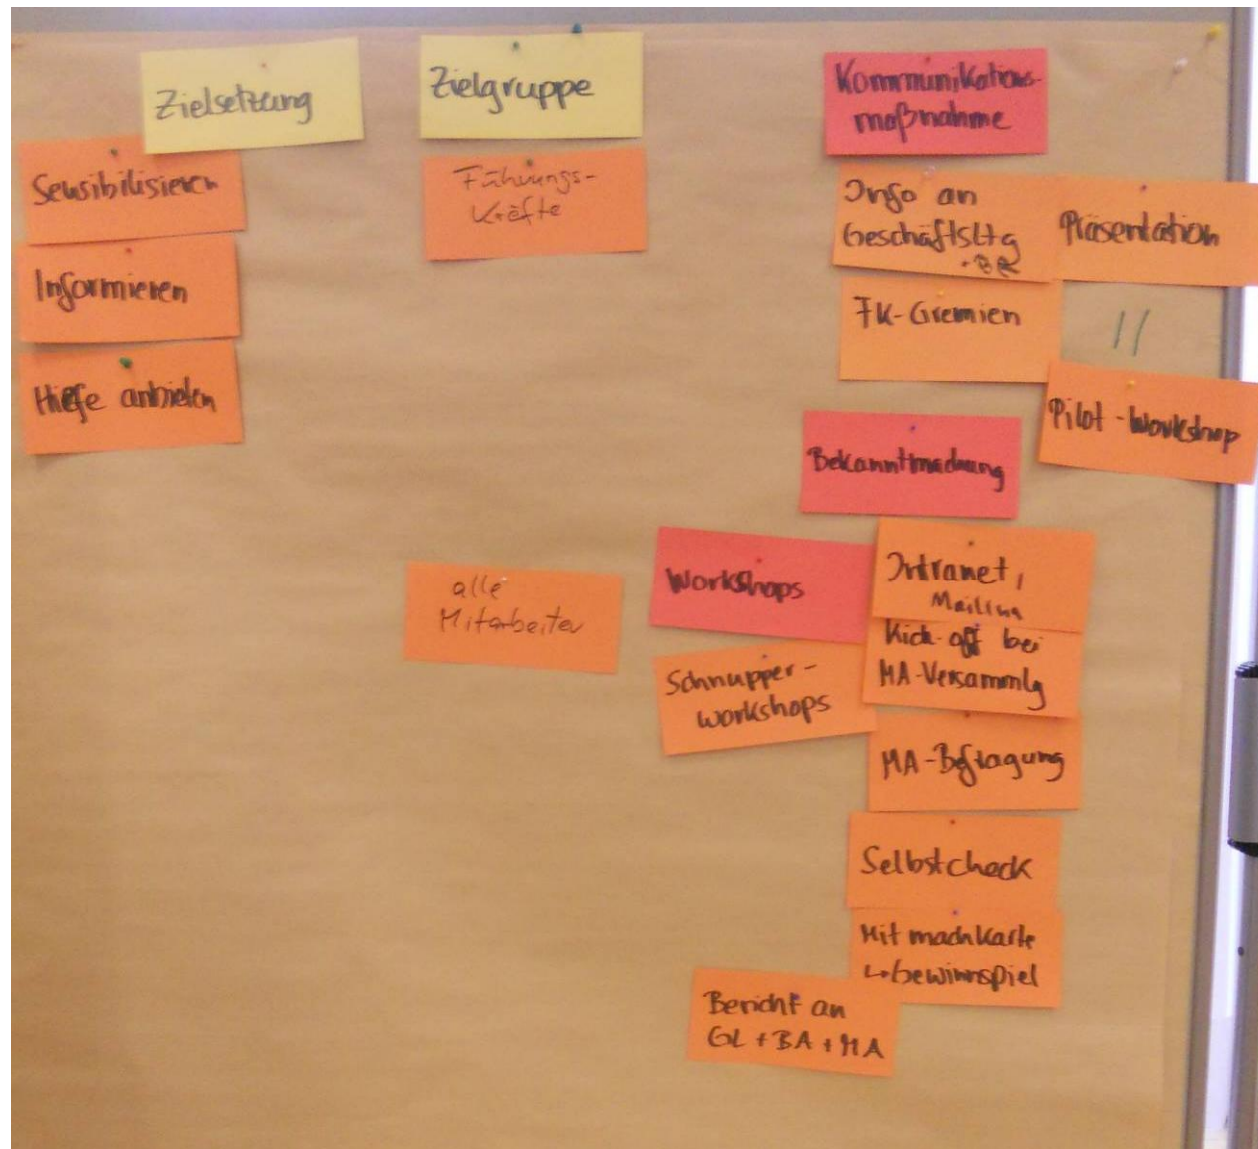 Zielsetzung
Sensibilisieren
Informieren
Hilfe anbieten
Zielgruppe
Führungs-
kräfte
alle
Mitarbeiter
Kommunikations-
maßnahme
Info an
Geschäftsltg
+ BR
Präsentation
FK-Gremien
//
Pilot-Workshop
Bekanntmachung
Workshops
Schnupper-
workshops
Intranet,
Mailing
Kick-off bei
MA-Versammlg
MA-Befragung
Selbstcheck
Mitmachkarte
↳ Gewinnspiel
Bericht an
GL + BA + MA